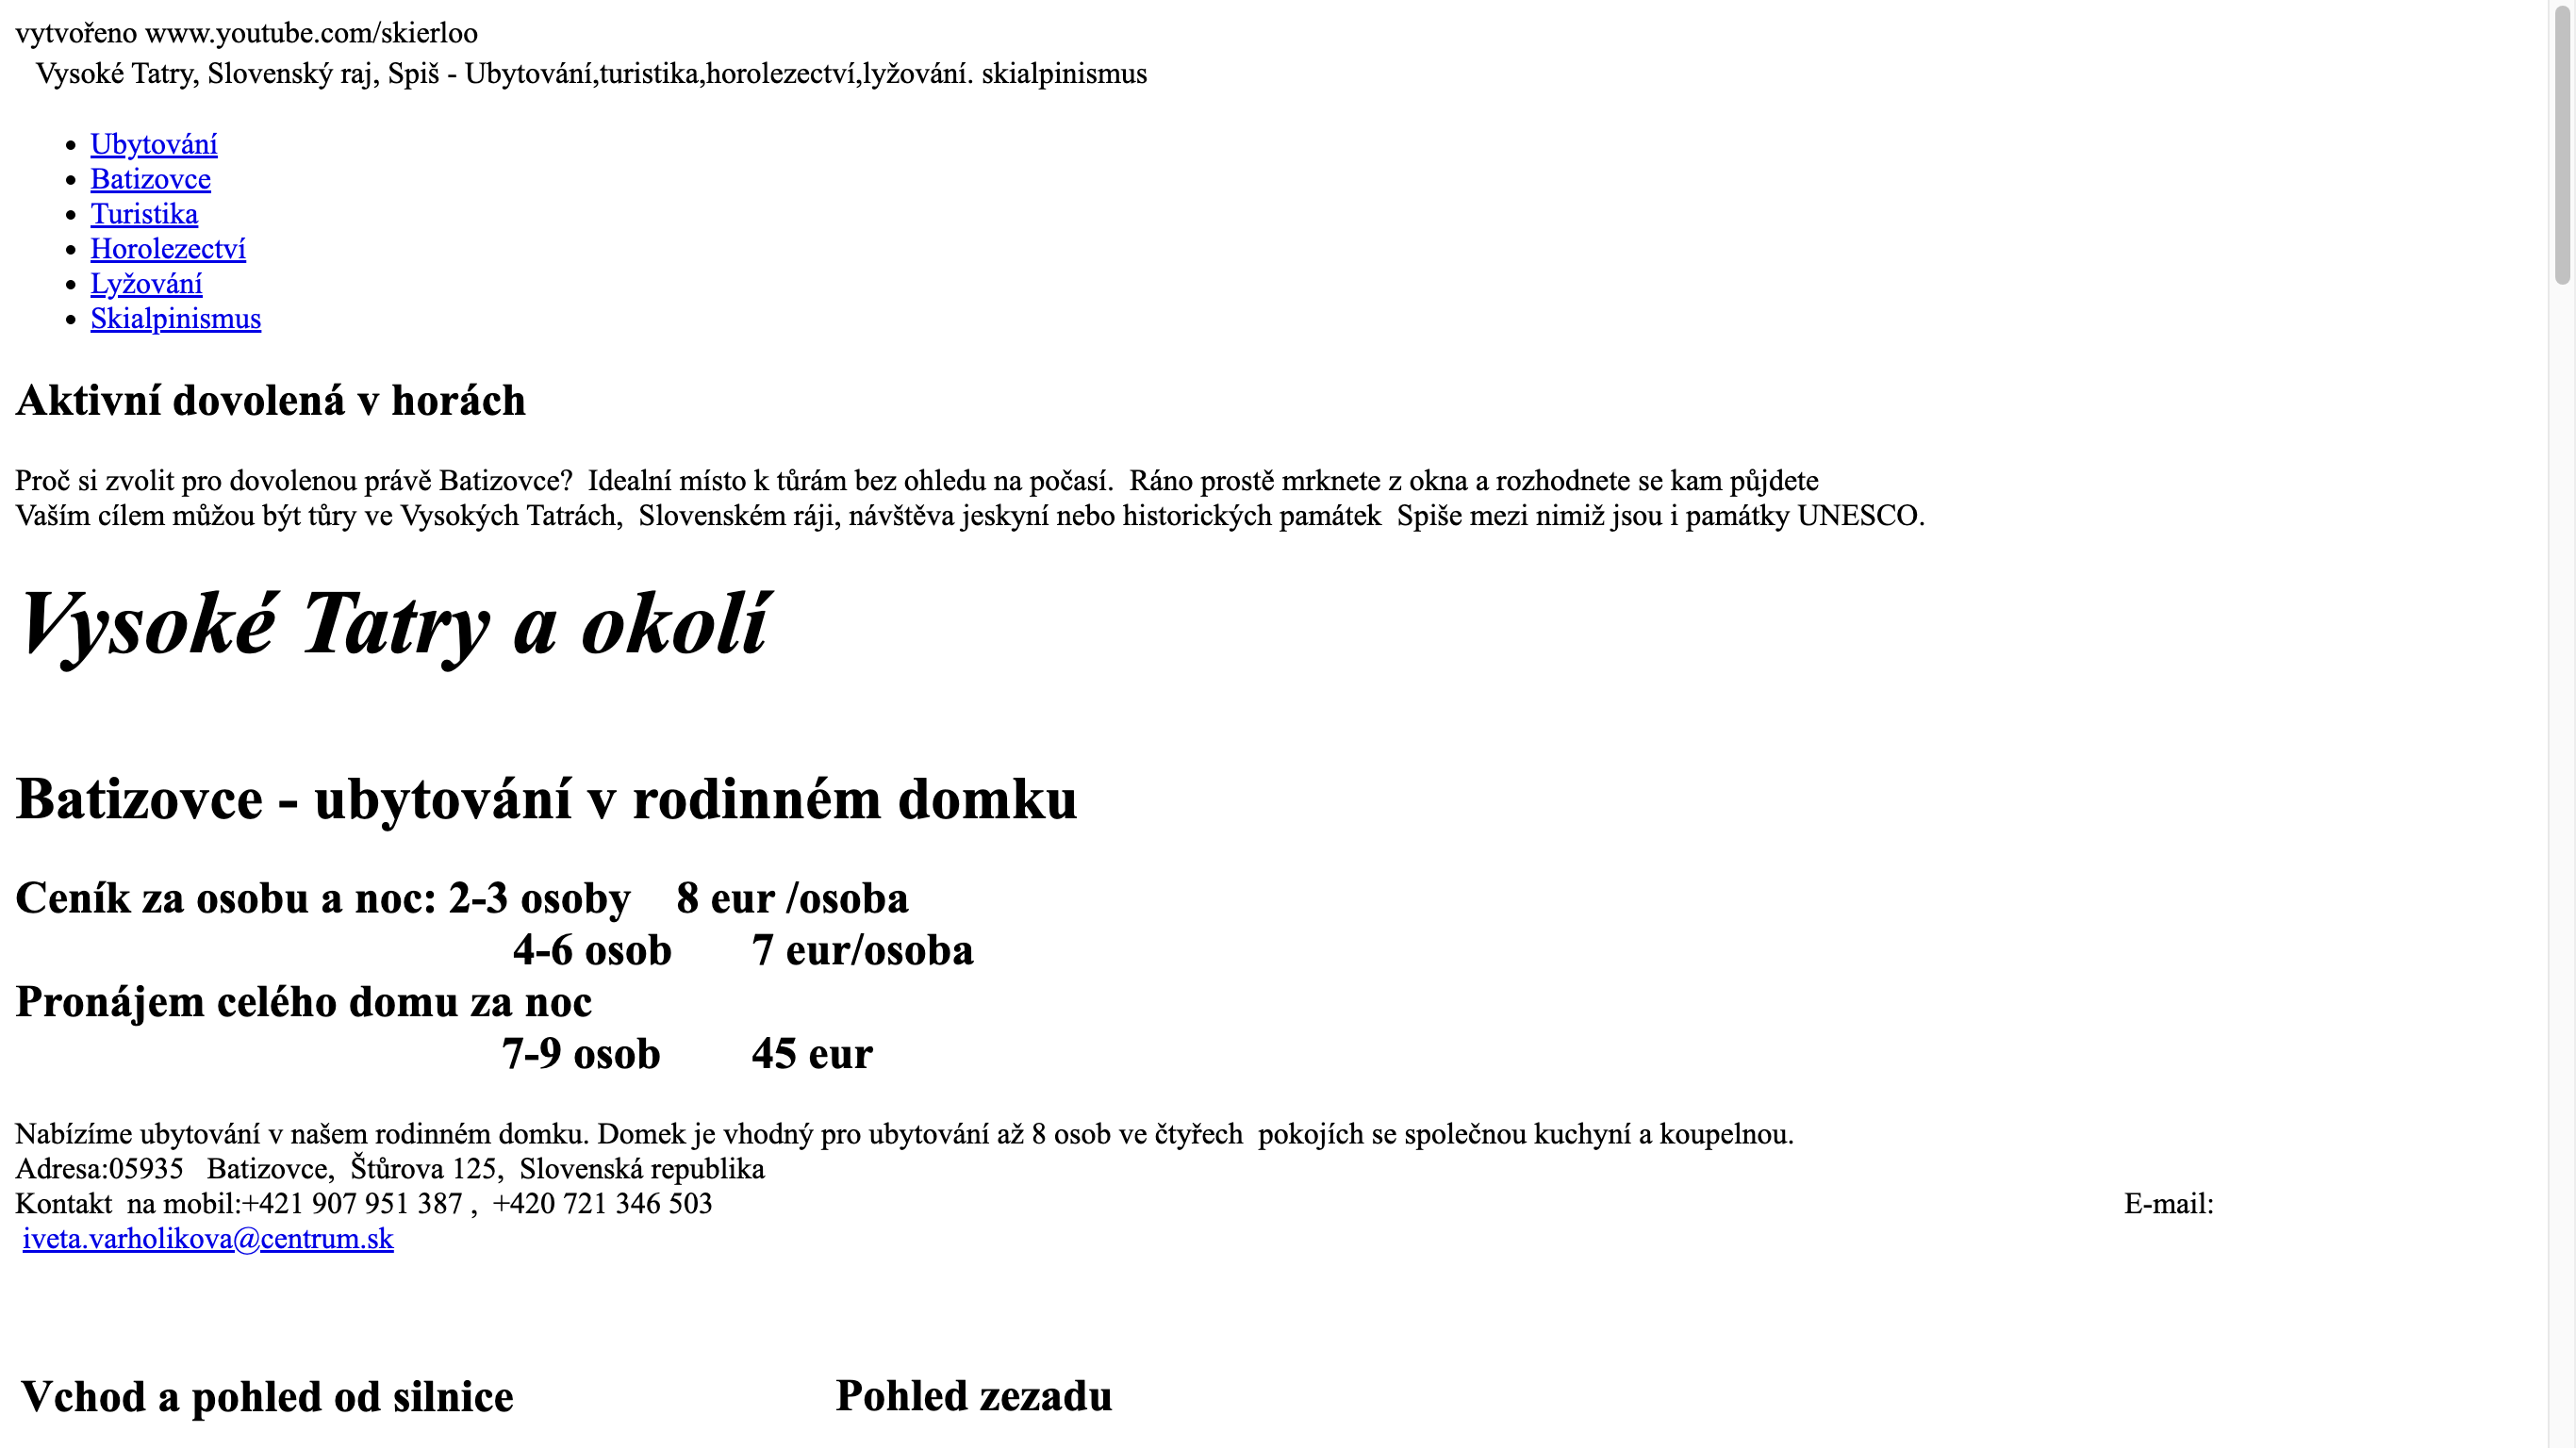 vytvořeno www.youtube.com/skierloo
Vysoké Tatry, Slovenský raj, Spiš - Ubytování,turistika,horolezectví,lyžování. skialpinismus
Ubytování
Batizovce
Turistika
Horolezectví
Lyžování
Skialpinismus
Aktivní dovolená v horách
Proč si zvolit pro dovolenou právě Batizovce?  Idealní místo k tůrám bez ohledu na počasí.  Ráno prostě mrknete z okna a rozhodnete se kam půjdete
Vaším cílem můžou být tůry ve Vysokých Tatrách,  Slovenském ráji, návštěva jeskyní nebo historických památek  Spiše mezi nimiž jsou i památky UNESCO.
Vysoké Tatry a okolí
Batizovce - ubytování v rodinném domku
Ceník za osobu a noc: 2-3 osoby    8 eur /osoba
4-6 osob       7 eur/osoba
Pronájem celého domu za noc
7-9 osob        45 eur
Nabízíme ubytování v našem rodinném domku. Domek je vhodný pro ubytování až 8 osob ve čtyřech  pokojích se společnou kuchyní a koupelnou.
Adresa:05935   Batizovce,  Štůrova 125,  Slovenská republika
Kontakt  na mobil:+421 907 951 387 ,  +420 721 346 503 E-mail:
iveta.varholikova@centrum.sk
Vchod a pohled od silnice Pohled zezadu